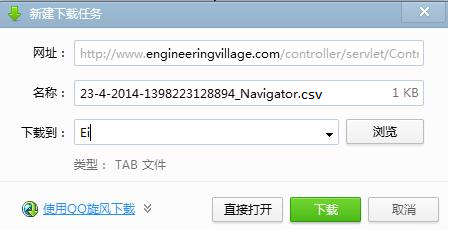 新建下载任务
网址： http://www.engineeringvillage.com/controller/servlet/Contr
名称： 23-4-2014-1398223128894_Navigator.csv 1 KB
下载到： Ei 浏览
类型： TAB 文件
使用QQ旋风下载 直接打开 下载 取消